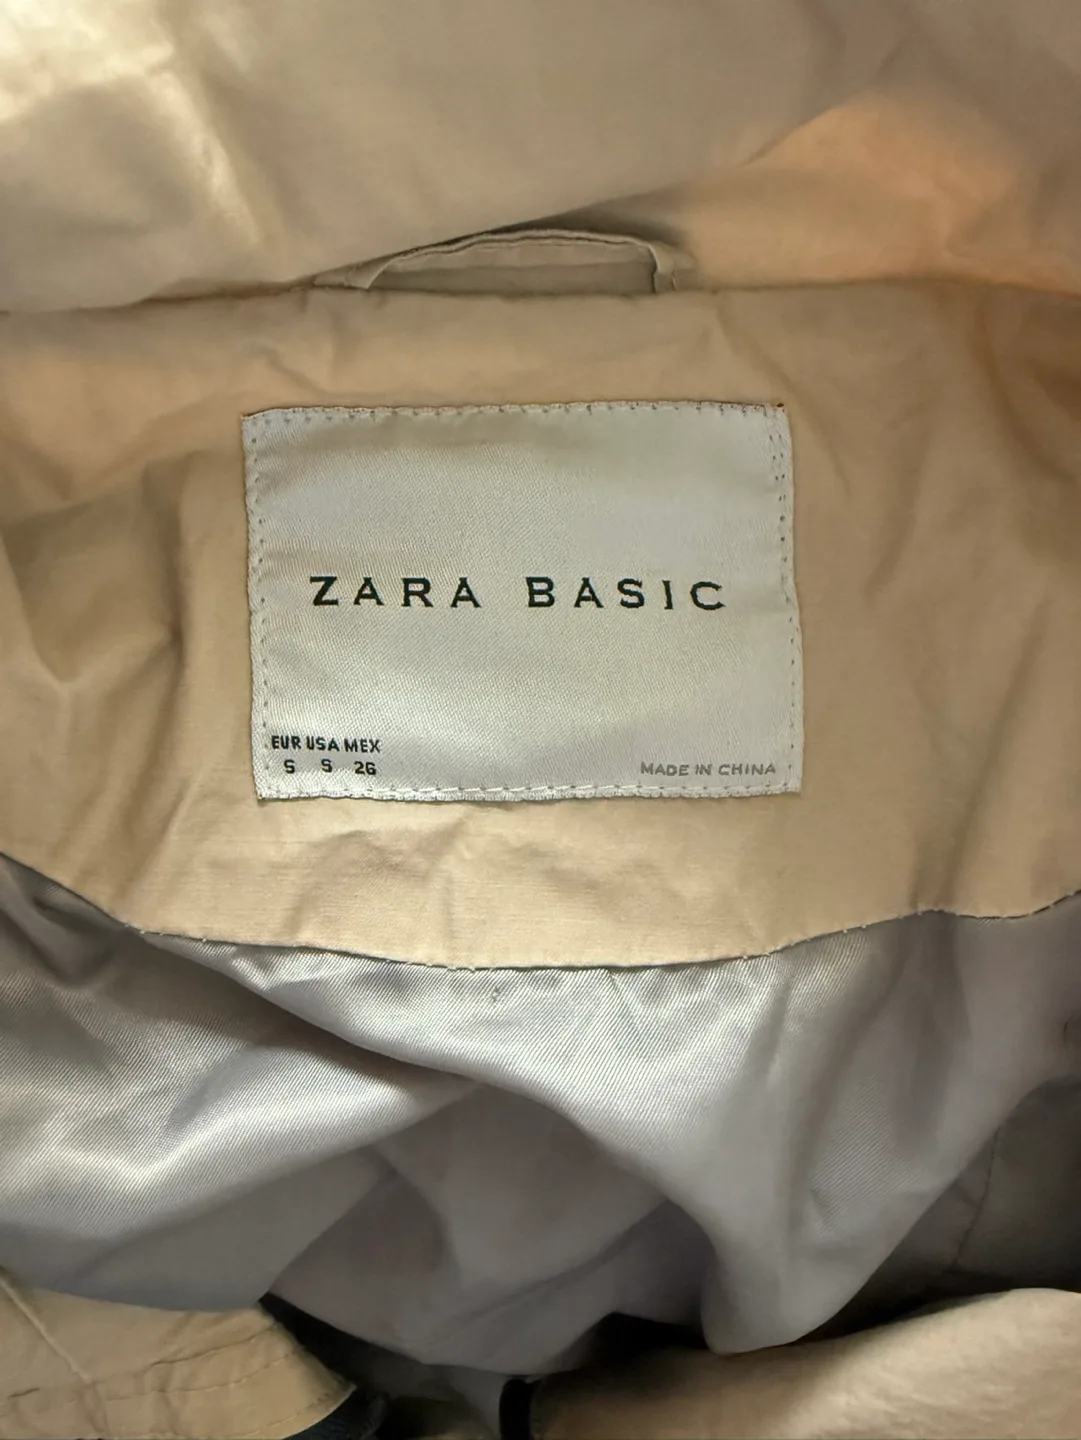 ZARA BASIC
EUR USA MEX
S S 26
MADE IN CHINA